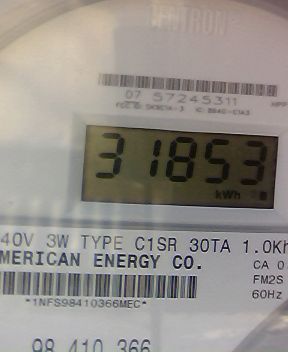 CENTRON
07 57245311
31853
kWh
40V 3W TYPE C1SR 30TA 1.0Kh
MERICAN ENERGY CO.
CA 0
FM2S
60Hz
*1NFS98410366MEC*
98 410 366